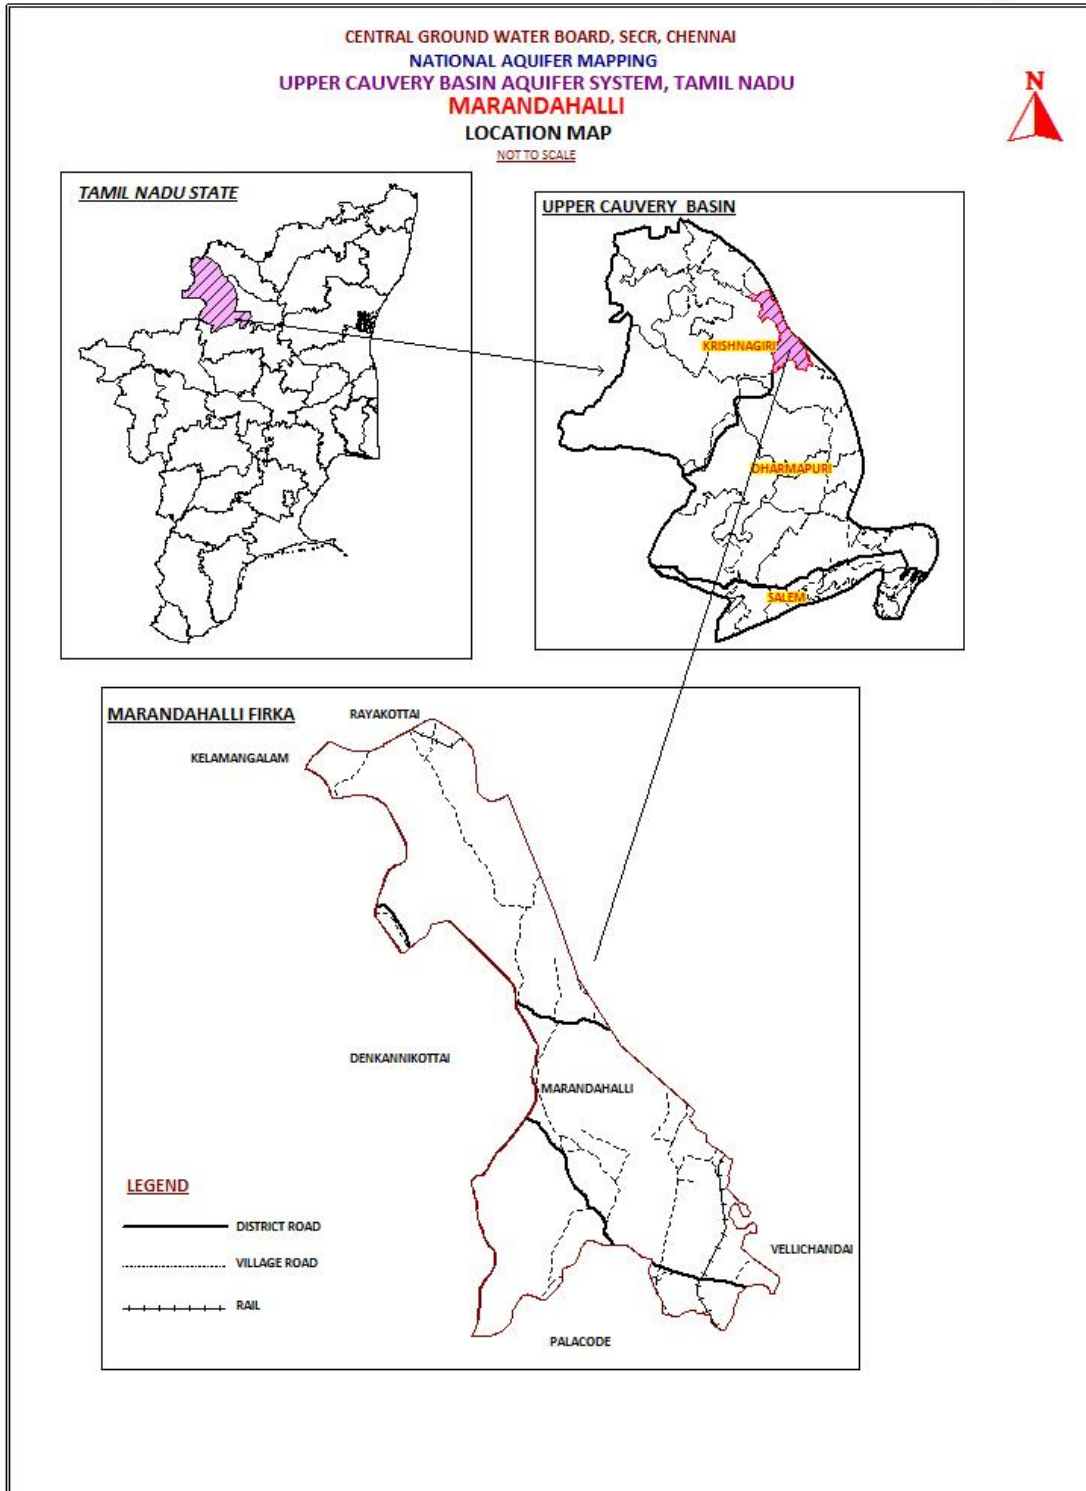 CENTRAL GROUND WATER BOARD, SECR, CHENNAI
NATIONAL AQUIFER MAPPING
UPPER CAUVERY BASIN AQUIFER SYSTEM, TAMIL NADU
MARANDAHALLI
LOCATION MAP
NOT TO SCALE
N
TAMIL NADU STATE
UPPER CAUVERY BASIN
KRISHNAGIRI
DHARMAPURI
SALEM
MARANDAHALLI FIRKA
RAYAKOTTAI
KELAMANGALAM
DENKANNIKOTTAI
MARANDAHALLI
LEGEND
DISTRICT ROAD
VILLAGE ROAD
RAIL
VELLICHANDAI
PALACODE